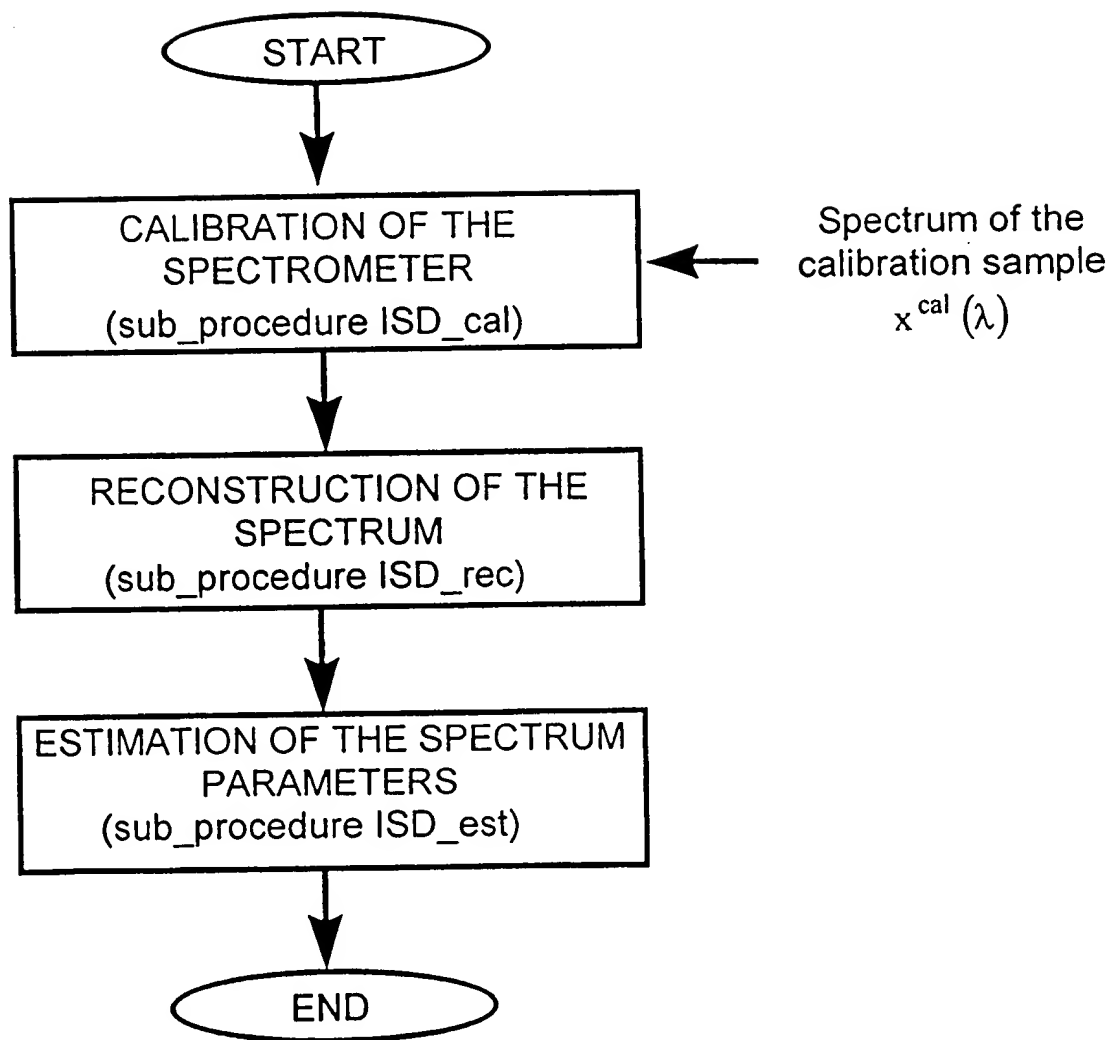 START
CALIBRATION OF THE
SPECTROMETER
(sub_procedure ISD_cal)
Spectrum of the
calibration sample
x^cal (λ)
RECONSTRUCTION OF THE
SPECTRUM
(sub_procedure ISD_rec)
ESTIMATION OF THE SPECTRUM
PARAMETERS
(sub_procedure ISD_est)
END